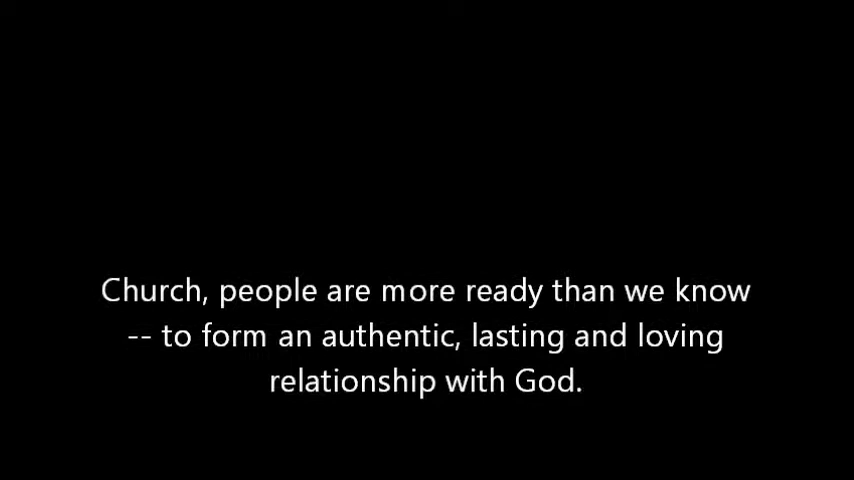 Church, people are more ready than we know
-- to form an authentic, lasting and loving
relationship with God.